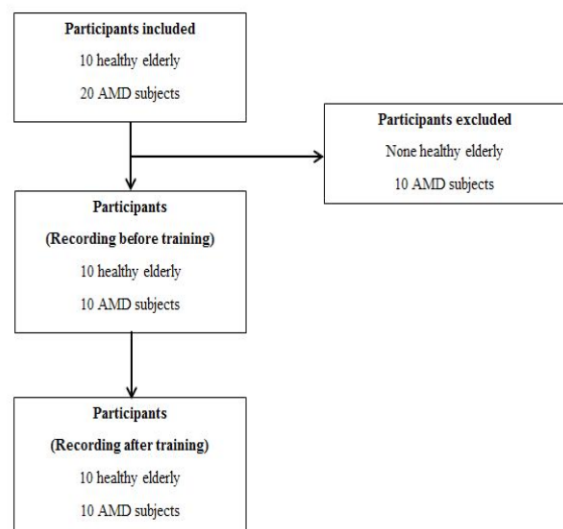 Participants included
10 healthy elderly
20 AMD subjects
Participants excluded
None healthy elderly
10 AMD subjects
Participants
(Recording before training)
10 healthy elderly
10 AMD subjects
Participants
(Recording after training)
10 healthy elderly
10 AMD subjects